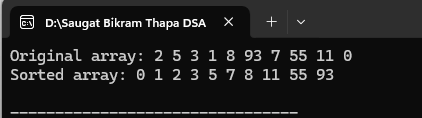 D:\Saugat Bikram Thapa DSA
Original array: 2 5 3 1 8 93 7 55 11 0
Sorted array: 0 1 2 3 5 7 8 11 55 93
--------------------------------